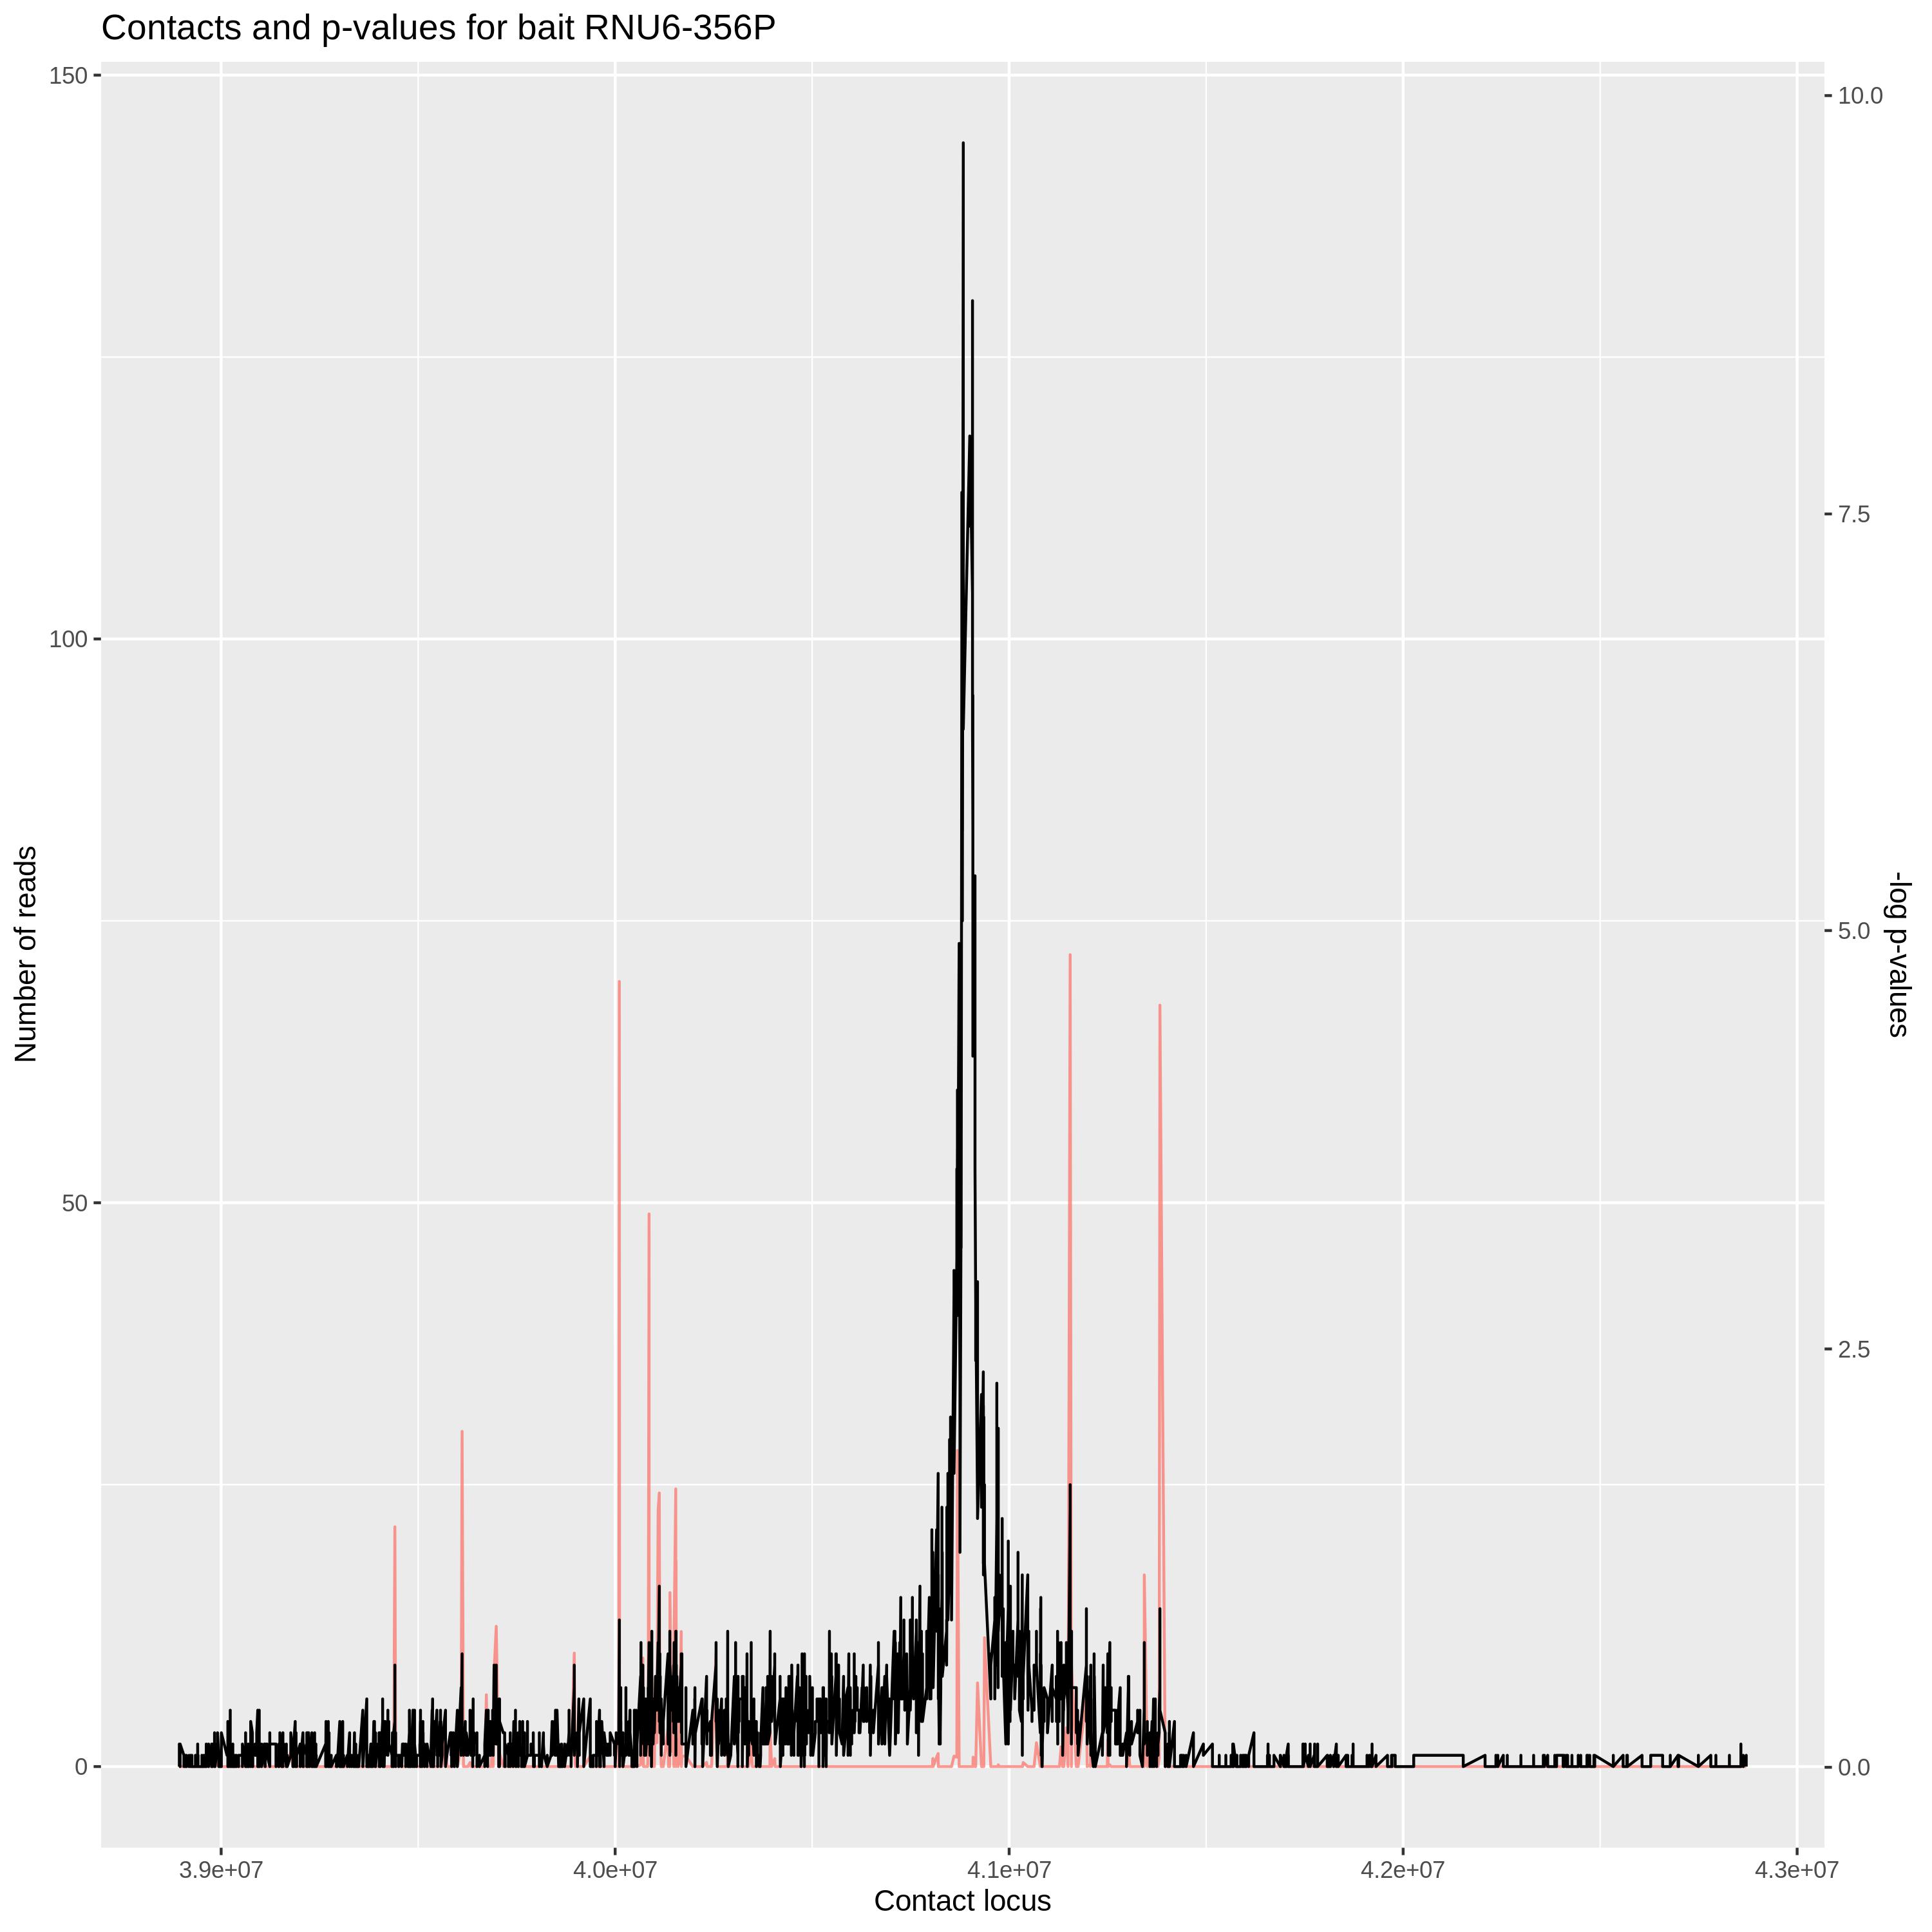 Contacts and p-values for bait RNU6-356P
150
100
50
0
10.0
7.5
5.0
2.5
0.0
Number of reads
-log p-values
3.9e+07
4.0e+07
4.1e+07
4.2e+07
4.3e+07
Contact locus